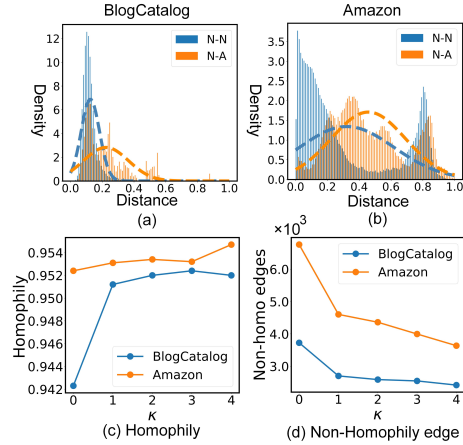 BlogCatalog
12
10
8
6
4
2
0
Density
N-N
N-A
0.0 0.2 0.4 0.6 0.8 1.0
Distance
(a)
Amazon
3.5
3.0
2.5
2.0
1.5
1.0
0.5
0.0
Density
N-N
N-A
0.0 0.2 0.4 0.6 0.8 1.0
Distance
(b)
0.954
0.952
0.950
0.948
0.946
0.944
0.942
Homophily
BlogCatalog
Amazon
0 1 2 3 4
κ
(c) Homophily
×10³
6.0
5.0
4.0
3.0
Non-homo edges
BlogCatalog
Amazon
0 1 2 3 4
κ
(d) Non-Homophily edge